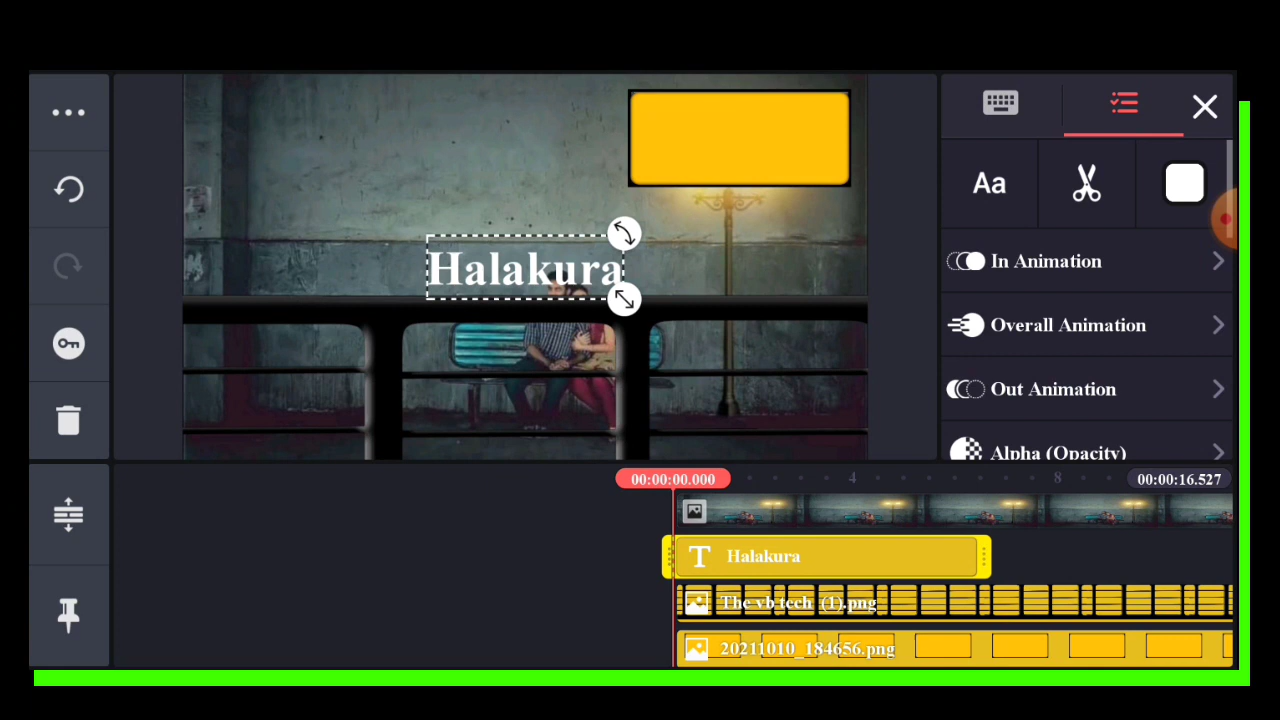 Halakura
Aa
In Animation
Overall Animation
Out Animation
Alpha (Opacity)
00:00:00.000
4
8
00:00:16.527
T Halakura
The vb tech (1).png
20211010_184656.png